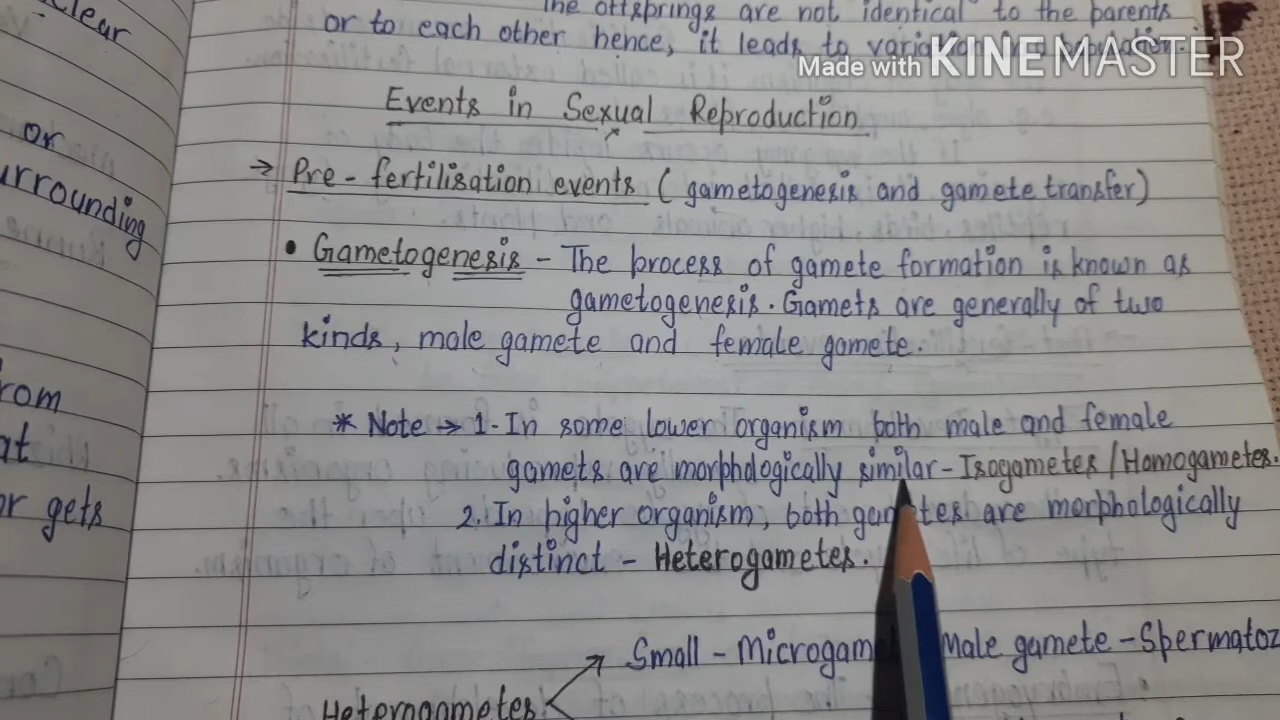 clear
or
urrounding
rom
at
or gets
The offsprings are not identical to the parents
or to each other hence, it leads to
Made with KINEMASTER
Events in Sexual Reproduction
→ Pre-fertilisation events (gametogenesis and gamete transfer)
• Gametogenesis - The process of gamete formation is known as
gametogenesis. Gamets are generally of two
kinds, male gamete and female gamete.
* Note → 1- In some lower organism both male and female
gamets are morphologically similar - Isogametes / Homogametes.
2. In higher organism, both gametes are morphologically
distinct - Heterogametes.
Small - Microgam Male gamete - Spermatoz
Heterogametes